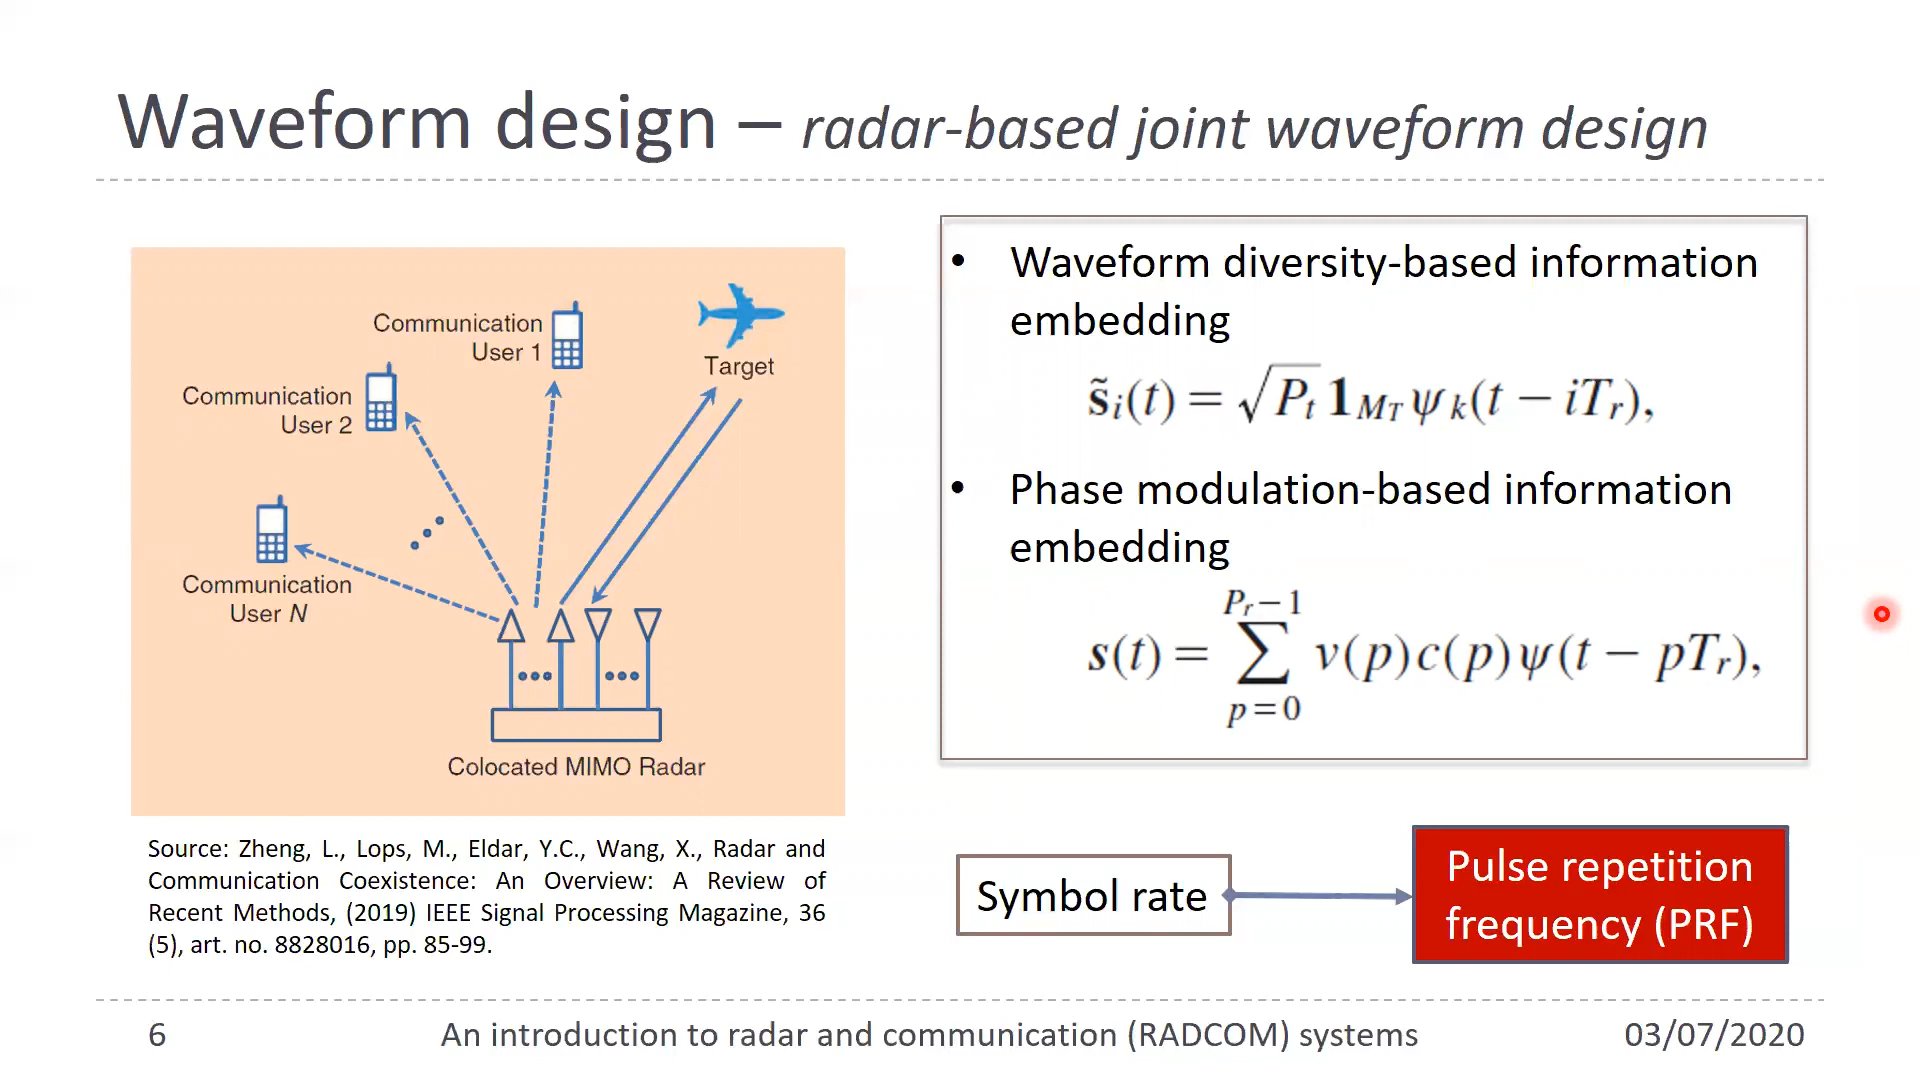 Waveform design – radar-based joint waveform design
Communication
User 1
Target
Communication
User 2
Communication
User N
Colocated MIMO Radar
Source: Zheng, L., Lops, M., Eldar, Y.C., Wang, X., Radar and
Communication Coexistence: An Overview: A Review of
Recent Methods, (2019) IEEE Signal Processing Magazine, 36
(5), art. no. 8828016, pp. 85-99.
• Waveform diversity-based information
embedding
s̃ᵢ(t) = √Pₜ 1_{M_T} ψₖ(t − iTᵣ),
• Phase modulation-based information
embedding
s(t) = ∑_{p=0}^{Pᵣ−1} v(p)c(p)ψ(t − pTᵣ),
Symbol rate
Pulse repetition
frequency (PRF)
6 An introduction to radar and communication (RADCOM) systems 03/07/2020